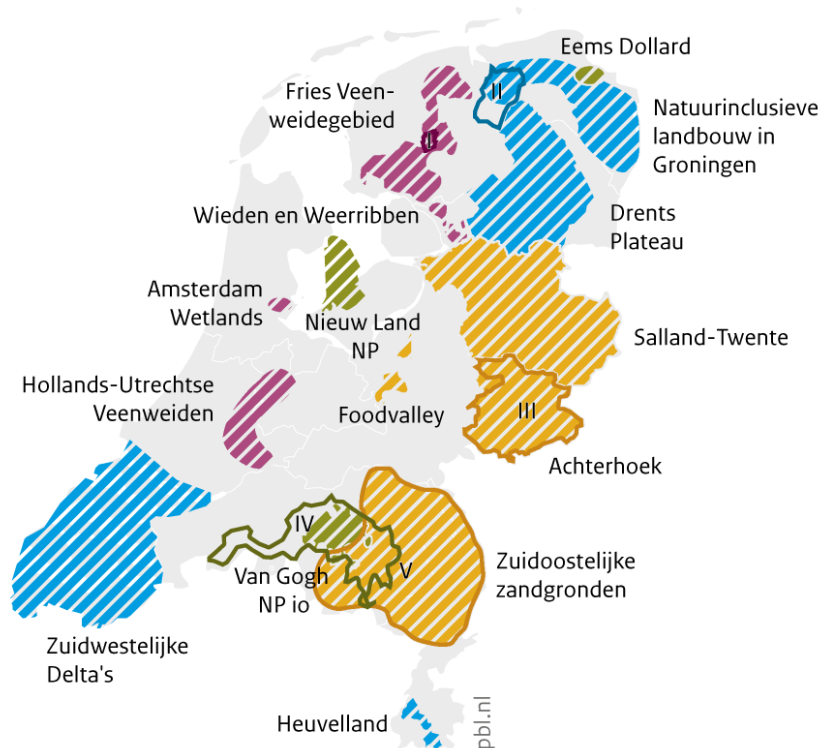 Eems Dollard
Fries Veen-
weidegebied
II
Natuurinclusieve
landbouw in
Groningen
I
Wieden en Weerribben
Drents
Plateau
Amsterdam
Wetlands
Nieuw Land
NP
Salland-Twente
Hollands-Utrechtse
Veenweiden
Foodvalley
III
Achterhoek
IV
V
Van Gogh
NP io
Zuidoostelijke
zandgronden
Zuidwestelijke
Delta's
Heuvelland
pbl.nl